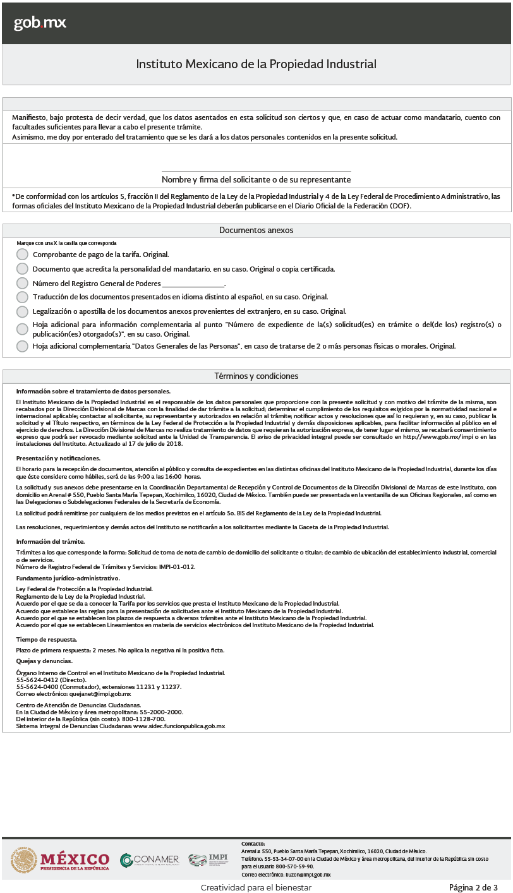 gob.mx
Instituto Mexicano de la Propiedad Industrial
Manifiesto, bajo protesta de decir verdad, que los datos asentados en esta solicitud son ciertos y que, en caso de actuar como mandatario, cuento con
facultades suficientes para llevar a cabo el presente trámite.
Asimismo, me doy por enterado del tratamiento que se les dará a los datos personales contenidos en la presente solicitud.
Nombre y firma del solicitante o de su representante
*De conformidad con los artículos 5, fracción II del Reglamento de la Ley de la Propiedad Industrial y 4 de la Ley Federal de Procedimiento Administrativo, las
formas oficiales del Instituto Mexicano de la Propiedad Industrial deberán publicarse en el Diario Oficial de la Federación (DOF).
Documentos anexos
Marque con una X la casilla que corresponda
Comprobante de pago de la tarifa. Original.
Documento que acredita la personalidad del mandatario, en su caso. Original o copia certificada.
Número del Registro General de Poderes ________________.
Traducción de los documentos presentados en idioma distinto al español, en su caso. Original.
Legalización o apostilla de los documentos anexos provenientes del extranjero, en su caso. Original.
Hoja adicional para información complementaria al punto "Número de expediente de la(s) solicitud(es) en trámite o del(de los) registro(s) o
publicación(es) otorgado(s)", en su caso. Original.
Hoja adicional complementaria "Datos Generales de las Personas", en caso de tratarse de 2 o más personas físicas o morales. Original.
Términos y condiciones
Información sobre el tratamiento de datos personales.
El Instituto Mexicano de la Propiedad Industrial es el responsable de los datos personales que proporcione con la presente solicitud y con motivo del trámite de la misma, son
recabados por la Dirección Divisional de Marcas con la finalidad de dar trámite a la solicitud; determinar el cumplimiento de los requisitos exigidos por la normatividad nacional e
internacional aplicable; contactar al solicitante, su representante y autorizados en relación al trámite; notificar actos y resoluciones que así lo requieran y, en su caso, publicar la
solicitud y el Título respectivo, en términos de la Ley Federal de Protección a la Propiedad Industrial y demás disposiciones aplicables, para facilitar información al público en el
ejercicio de derechos. La Dirección Divisional de Marcas no realiza tratamiento de datos que requieran la autorización expresa, de tener lugar el mismo, se recabará consentimiento
expreso que podrá ser revocado mediante solicitud ante la Unidad de Transparencia. El aviso de privacidad integral puede ser consultado en http://www.gob.mx/impi o en las
instalaciones del Instituto. Actualizado al 17 de julio de 2018.
Presentación y notificaciones.
El horario para la recepción de documentos, atención al público y consulta de expedientes en las distintas oficinas del Instituto Mexicano de la Propiedad Industrial, durante los días
que éste considere como hábiles, será de las 9:00 a las 16:00 horas.
La solicitud y sus anexos debe presentarse en la Coordinación Departamental de Recepción y Control de Documentos de la Dirección Divisional de Marcas de este Instituto, con
domicilio en Arenal # 550, Pueblo Santa María Tepepan, Xochimilco, 16020, Ciudad de México. También puede ser presentada en la ventanilla de sus Oficinas Regionales, así como en
las Delegaciones o Subdelegaciones Federales de la Secretaría de Economía.
La solicitud podrá remitirse por cualquiera de los medios previstos en el artículo 5o. BIS del Reglamento de la Ley de la Propiedad Industrial.
Las resoluciones, requerimientos y demás actos del Instituto se notificarán a los solicitantes mediante la Gaceta de la Propiedad Industrial.
Información del trámite.
Trámites a los que corresponde la forma: Solicitud de toma de nota de cambio de domicilio del solicitante o titular; de cambio de ubicación del establecimiento industrial, comercial
o de servicios.
Número de Registro Federal de Trámites y Servicios: IMPI-01-012.
Fundamento jurídico-administrativo.
Ley Federal de Protección a la Propiedad Industrial.
Reglamento de la Ley de la Propiedad Industrial.
Acuerdo por el que se da a conocer la Tarifa por los servicios que presta el Instituto Mexicano de la Propiedad Industrial.
Acuerdo que establece las reglas para la presentación de solicitudes ante el Instituto Mexicano de la Propiedad Industrial.
Acuerdo por el que se establecen los plazos de respuesta a diversos trámites ante el Instituto Mexicano de la Propiedad Industrial.
Acuerdo por el que se establecen Lineamientos en materia de servicios electrónicos del Instituto Mexicano de la Propiedad Industrial.
Tiempo de respuesta.
Plazo de primera respuesta: 2 meses. No aplica la negativa ni la positiva ficta.
Quejas y denuncias.
Órgano Interno de Control en el Instituto Mexicano de la Propiedad Industrial.
55-5624-0412 (Directo).
55-5624-0400 (Conmutador), extensiones 11231 y 11237.
Correo electrónico: quejanet@impi.gob.mx
Centro de Atención de Denuncias Ciudadanas.
En la Ciudad de México y área metropolitana: 55-2000-2000.
Del interior de la República (sin costo): 800-1128-700.
Sistema Integral de Denuncias Ciudadanas: www.sidec.funcionpublica.gob.mx
MÉXICO
PRESIDENCIA DE LA REPÚBLICA
CONAMER
IMPI
Contacto:
Arenal # 550, Pueblo Santa María Tepepan, Xochimilco, 16020, Ciudad de México.
Teléfono: 55-53-34-07-00 en la Ciudad de México y área metropolitana, del interior de la República sin costo
para el usuario 800-570-59-90.
Correo electrónico: buzon@impi.gob.mx
Creatividad para el bienestar
Página 2 de 3